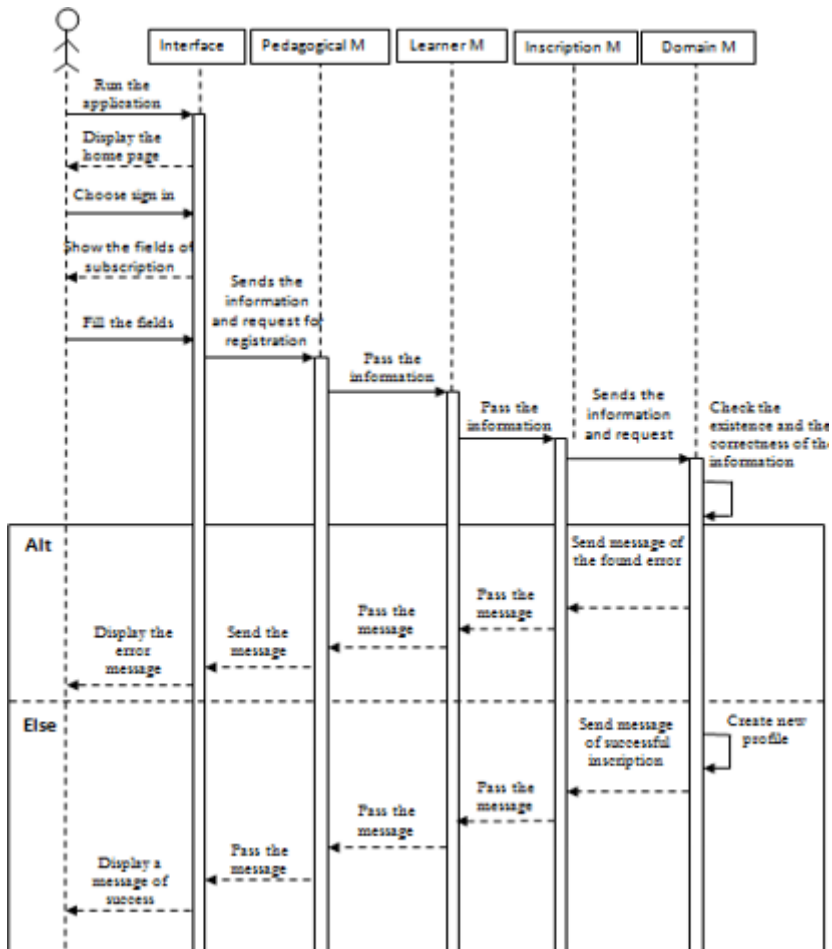 Interface
Pedagogical M
Learner M
Inscription M
Domain M
Run the
application
Display the
home page
Choose sign in
Show the fields of
subscription
Fill the fields
Sends the
information
and request for
registration
Pass the
information
Pass the
information
Sends the
information
and request
Check the
existence and the
correctness of the
information
Alt
Send message of
the found error
Pass the
message
Pass the
message
Send the
message
Display the
error
message
Else
Create new
profile
Send message
of successful
inscription
Pass the
message
Pass the
message
Pass the
message
Display a
message of
success